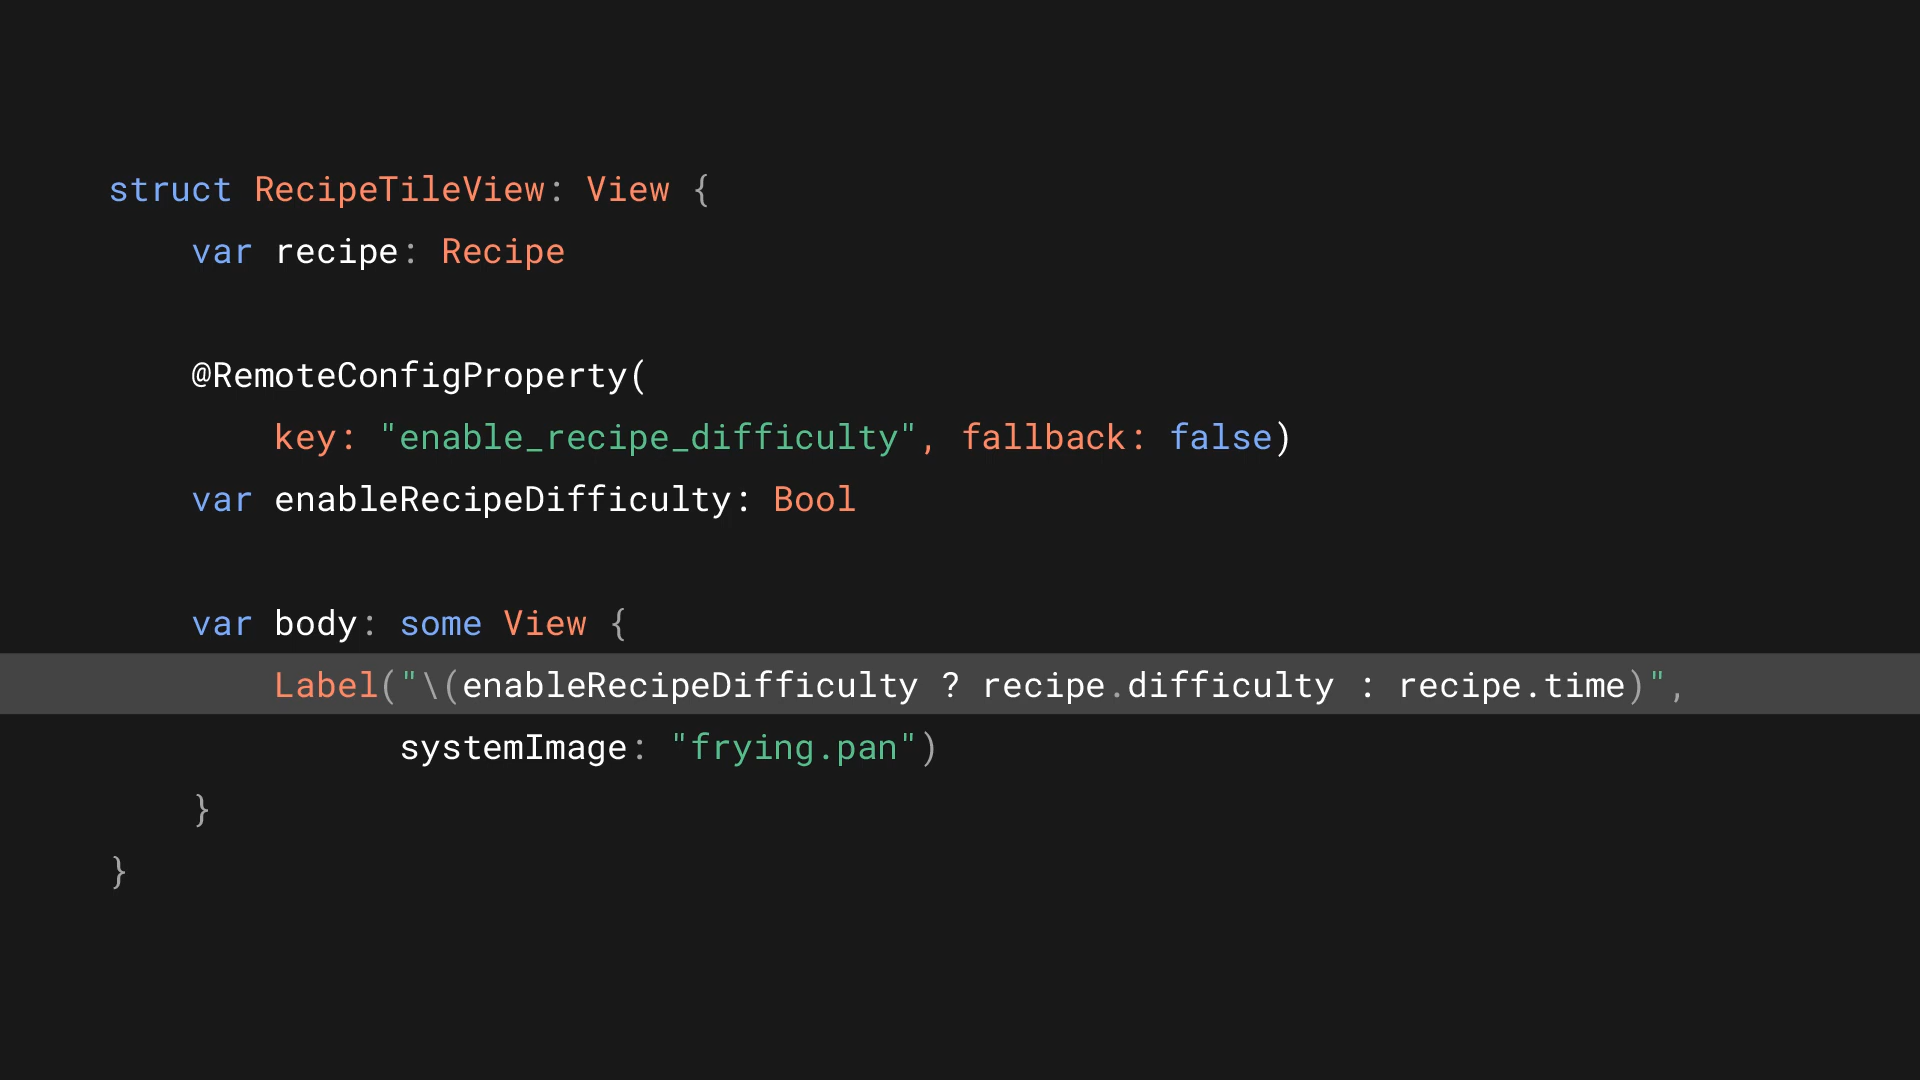 struct RecipeTileView: View {
    var recipe: Recipe

    @RemoteConfigProperty(
        key: "enable_recipe_difficulty", fallback: false)
    var enableRecipeDifficulty: Bool

    var body: some View {
        Label("\(enableRecipeDifficulty ? recipe.difficulty : recipe.time)",
              systemImage: "frying.pan")
    }
}